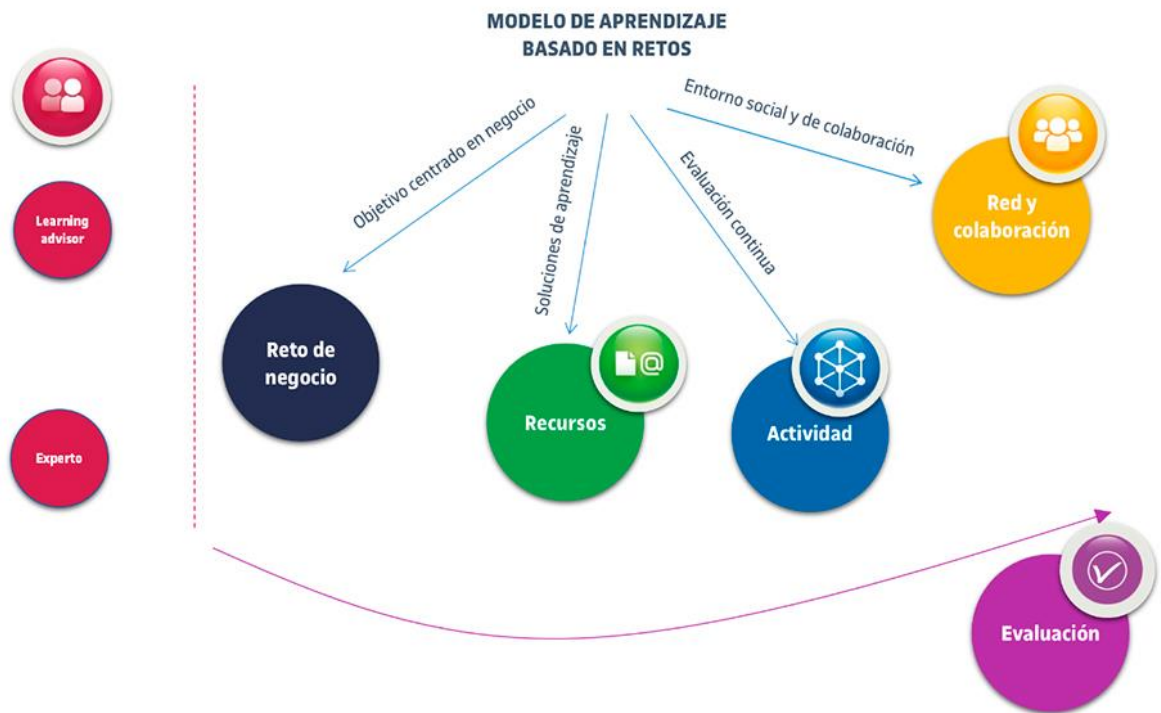 MODELO DE APRENDIZAJE
BASADO EN RETOS
Learning
advisor
Experto
Objetivo centrado en negocio
Soluciones de aprendizaje
Evaluación continua
Entorno social y de colaboración
Reto de
negocio
Recursos
@
Actividad
Red y
colaboración
Evaluación